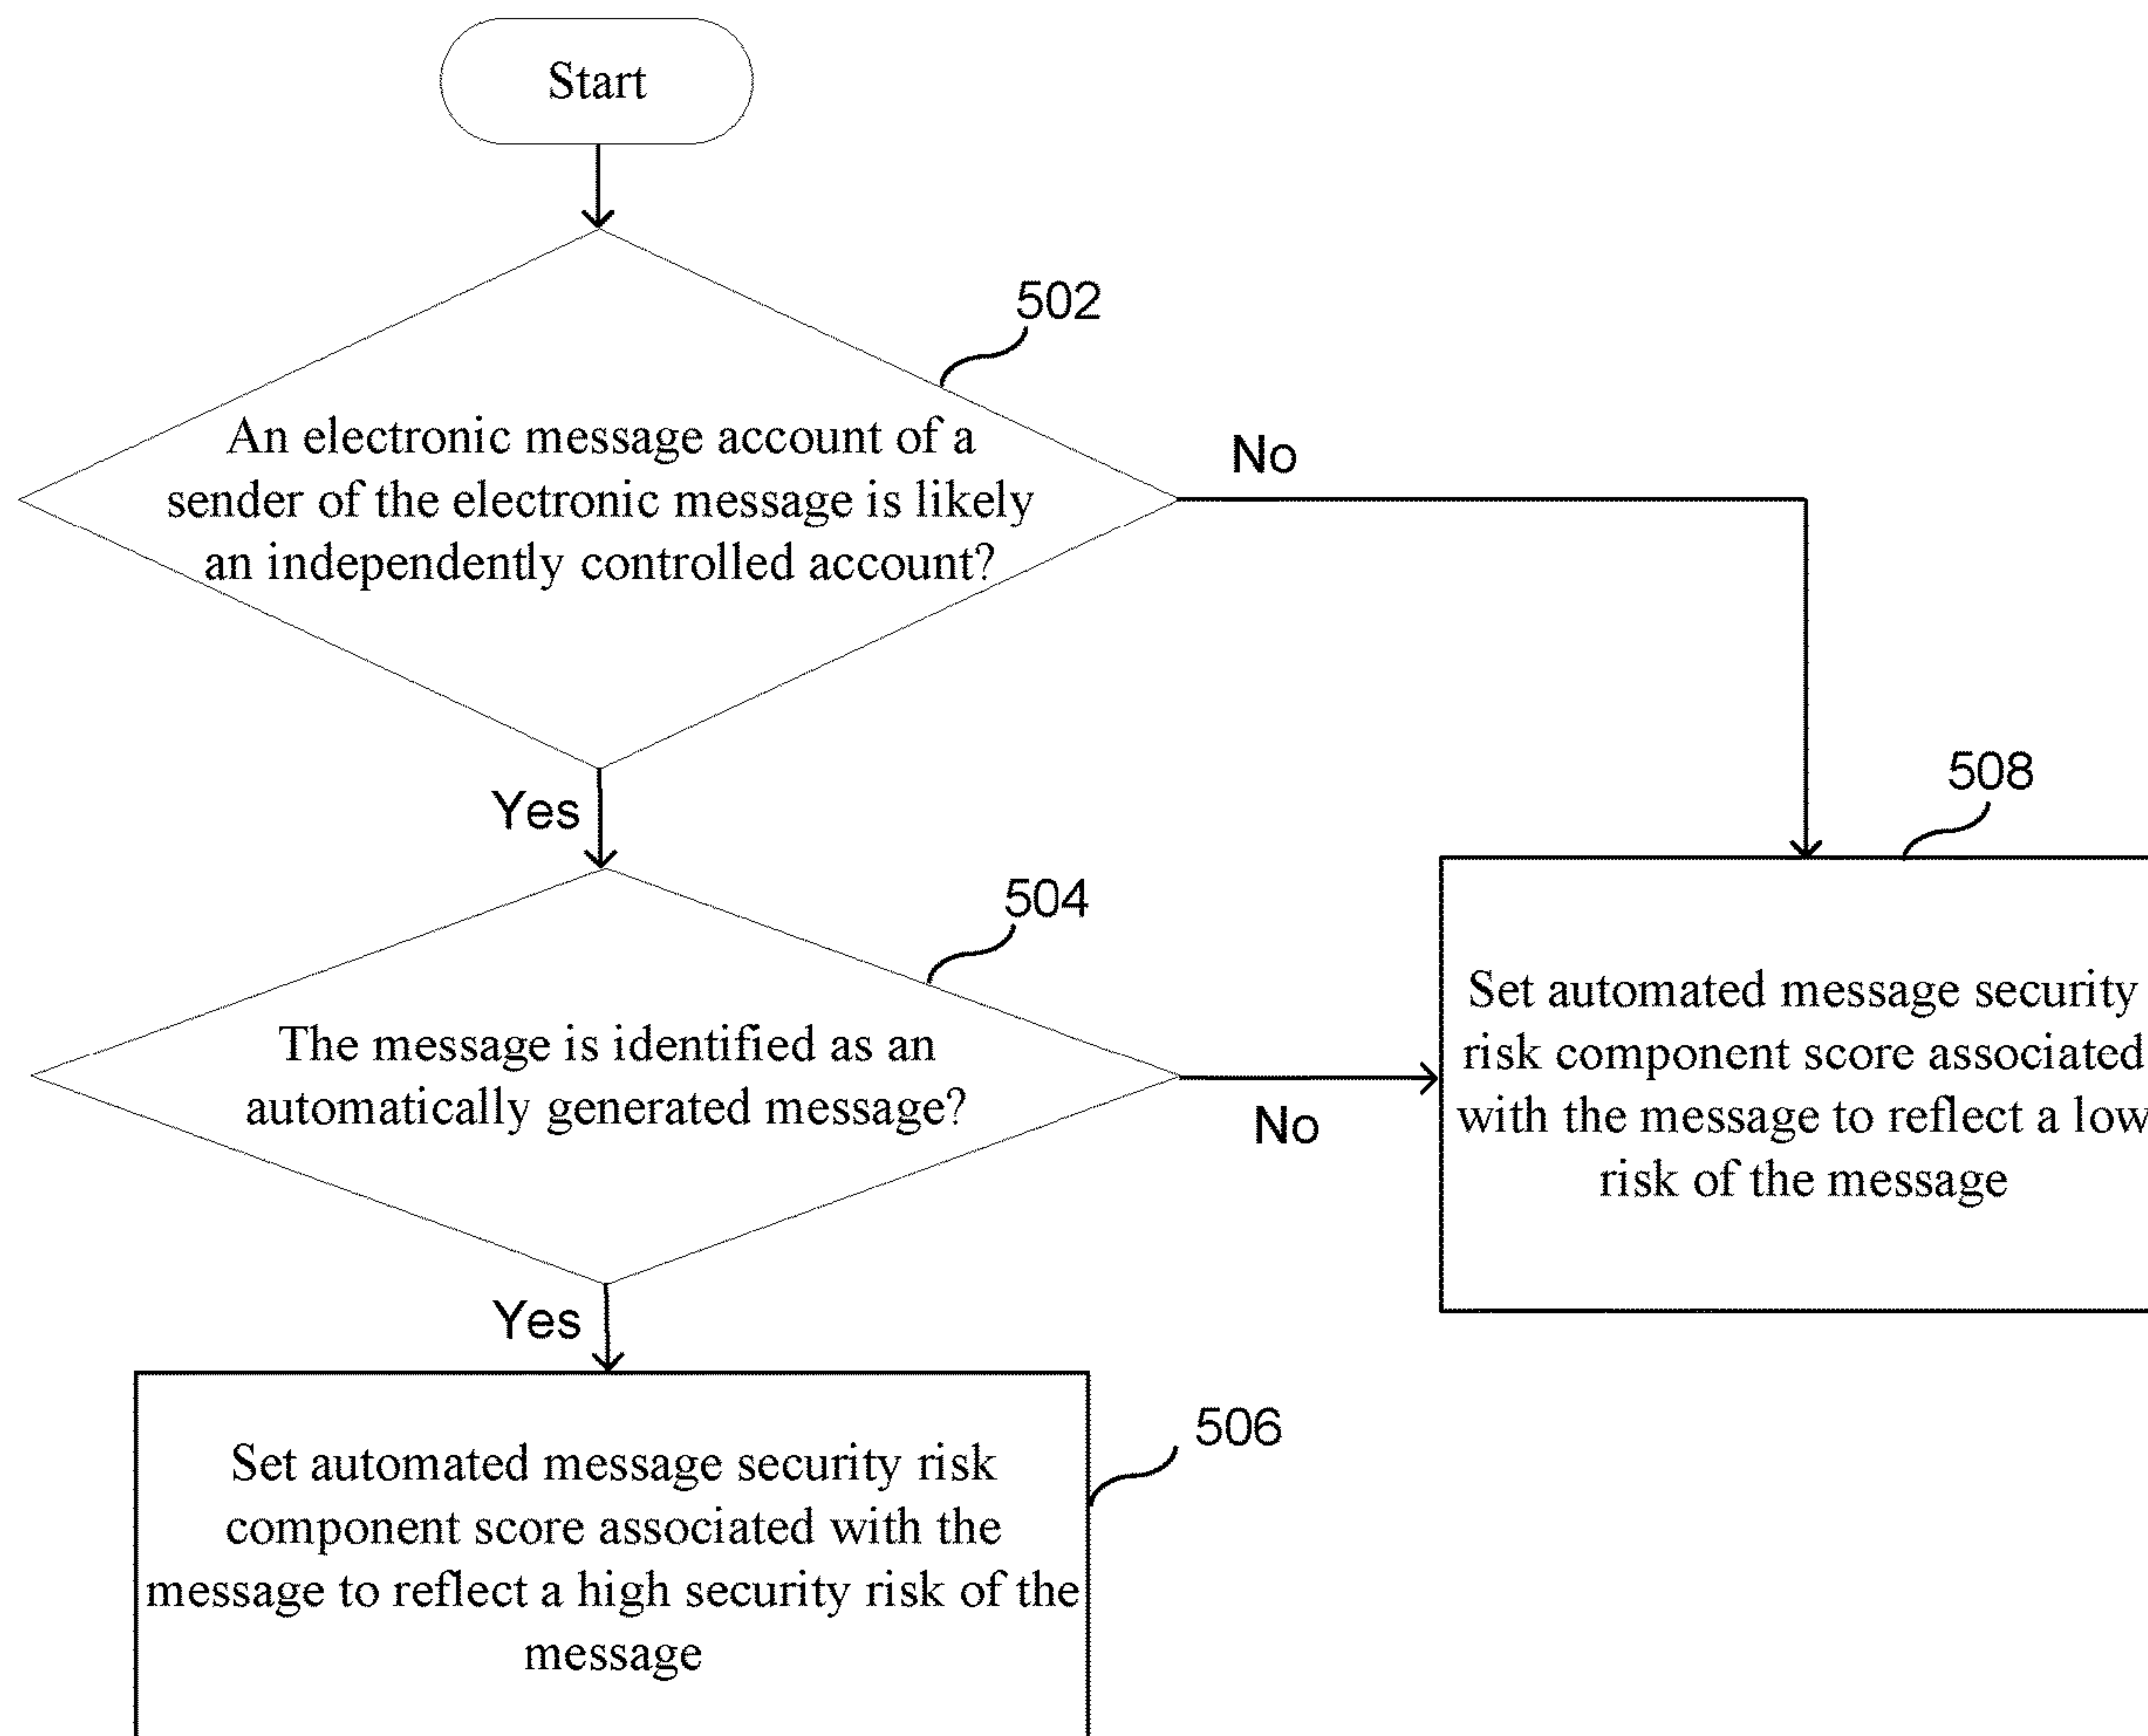 Start
502
An electronic message account of a
sender of the electronic message is likely
an independently controlled account?
No
Yes
508
504
The message is identified as an
automatically generated message?
No
Set automated message security
risk component score associated
with the message to reflect a low
risk of the message
Yes
506
Set automated message security risk
component score associated with the
message to reflect a high security risk of the
message